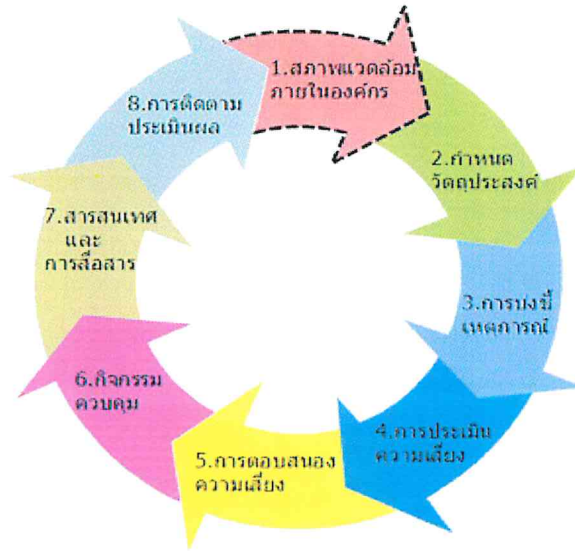 1.สภาพแวดล้อม
ภายในองค์กร
2.กำหนด
วัตถุประสงค์
3.การบ่งชี้
เหตุการณ์
4.การประเมิน
ความเสี่ยง
5.การตอบสนอง
ความเสี่ยง
6.กิจกรรม
ควบคุม
7.สารสนเทศ
และ
การสื่อสาร
8.การติดตาม
ประเมินผล